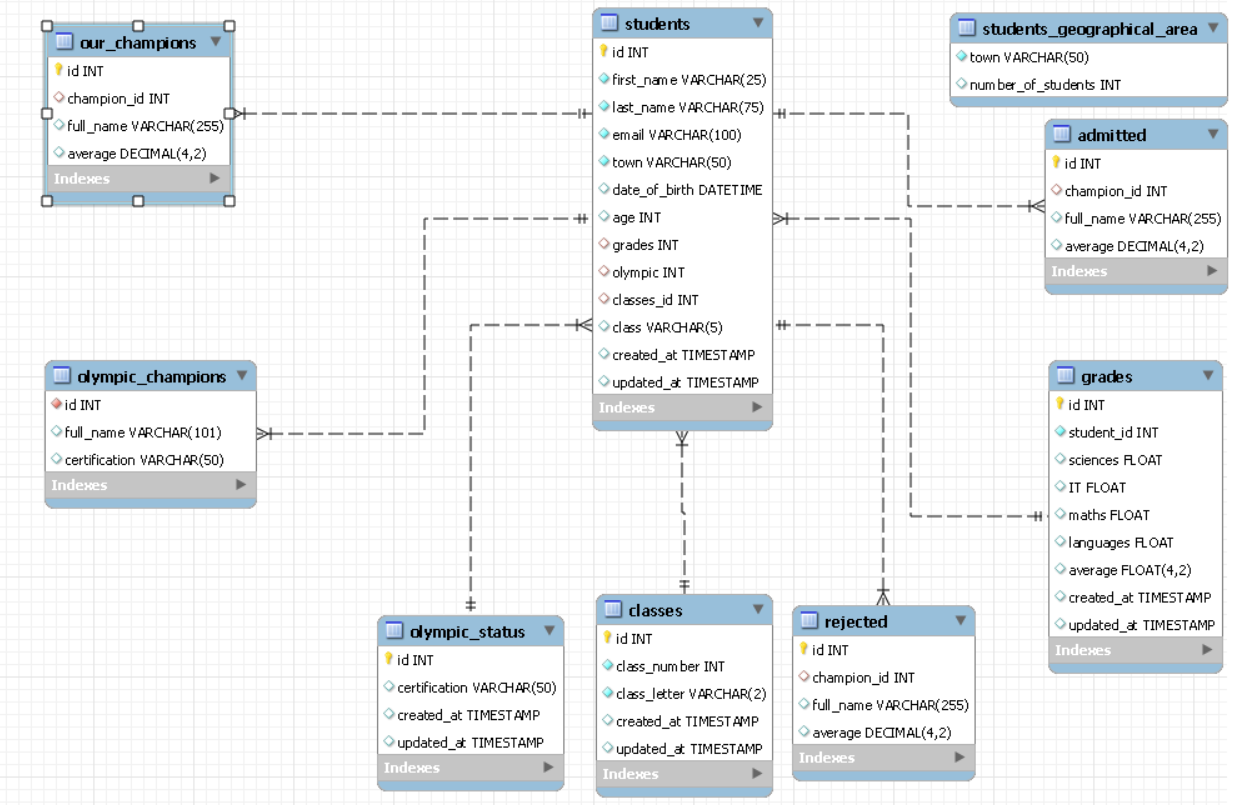 our_champions
id INT
champion_id INT
full_name VARCHAR(255)
average DECIMAL(4,2)
Indexes
students
id INT
first_name VARCHAR(25)
last_name VARCHAR(75)
email VARCHAR(100)
town VARCHAR(50)
date_of_birth DATETIME
age INT
grades INT
olympic INT
classes_id INT
class VARCHAR(5)
created_at TIMESTAMP
updated_at TIMESTAMP
Indexes
students_geographical_area
town VARCHAR(50)
number_of_students INT
admitted
id INT
champion_id INT
full_name VARCHAR(255)
average DECIMAL(4,2)
Indexes
olympic_champions
id INT
full_name VARCHAR(101)
certification VARCHAR(50)
Indexes
grades
id INT
student_id INT
sciences FLOAT
IT FLOAT
maths FLOAT
languages FLOAT
average FLOAT(4,2)
created_at TIMESTAMP
updated_at TIMESTAMP
Indexes
olympic_status
id INT
certification VARCHAR(50)
created_at TIMESTAMP
updated_at TIMESTAMP
Indexes
classes
id INT
class_number INT
class_letter VARCHAR(2)
created_at TIMESTAMP
updated_at TIMESTAMP
Indexes
rejected
id INT
champion_id INT
full_name VARCHAR(255)
average DECIMAL(4,2)
Indexes